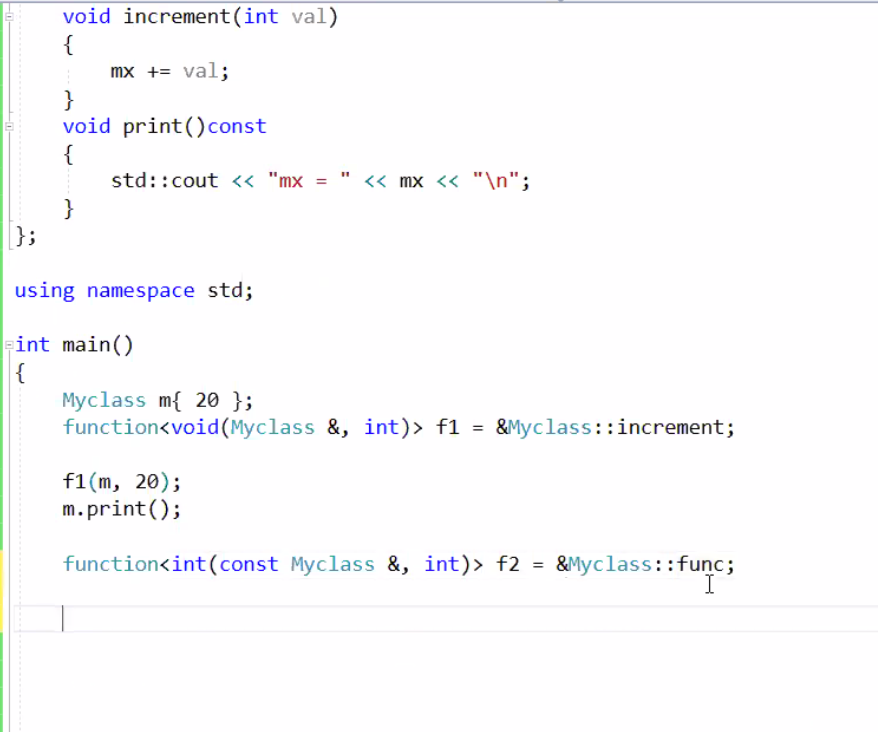 void increment(int val)
{
mx += val;
}
void print()const
{
std::cout << "mx = " << mx << "\n";
}
};
using namespace std;
int main()
{
Myclass m{ 20 };
function<void(Myclass &, int)> f1 = &Myclass::increment;
f1(m, 20);
m.print();
function<int(const Myclass &, int)> f2 = &Myclass::func;